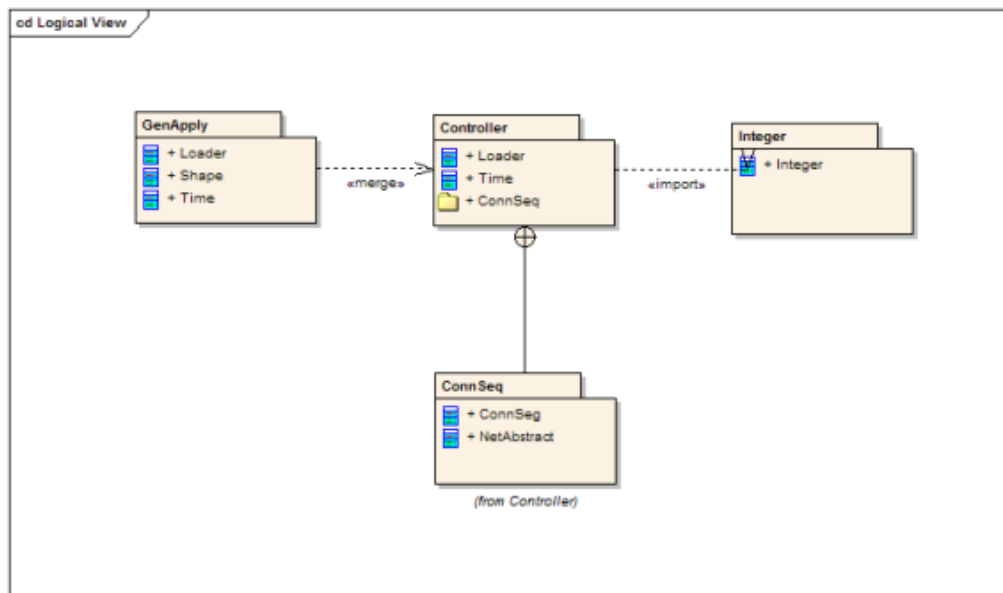 cd Logical View
GenApply
+ Loader
+ Shape
+ Time
«merge»
Controller
+ Loader
+ Time
+ ConnSeq
«import»
Integer
+ Integer
ConnSeq
+ ConnSeg
+ NetAbstract
(from Controller)